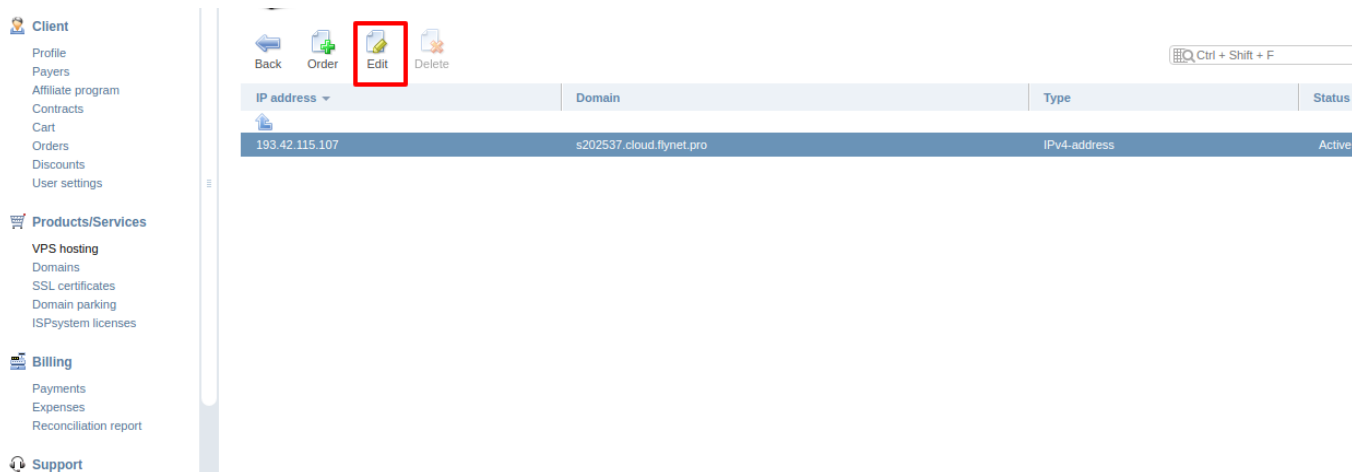 Client
Profile
Payers
Affiliate program
Contracts
Cart
Orders
Discounts
User settings
Products/Services
VPS hosting
Domains
SSL certificates
Domain parking
ISPsystem licenses
Billing
Payments
Expenses
Reconciliation report
Support
Back Order Edit Delete
Ctrl + Shift + F
IP address Domain Type Status
193.42.115.107 s202537.cloud.flynet.pro IPv4-address Active